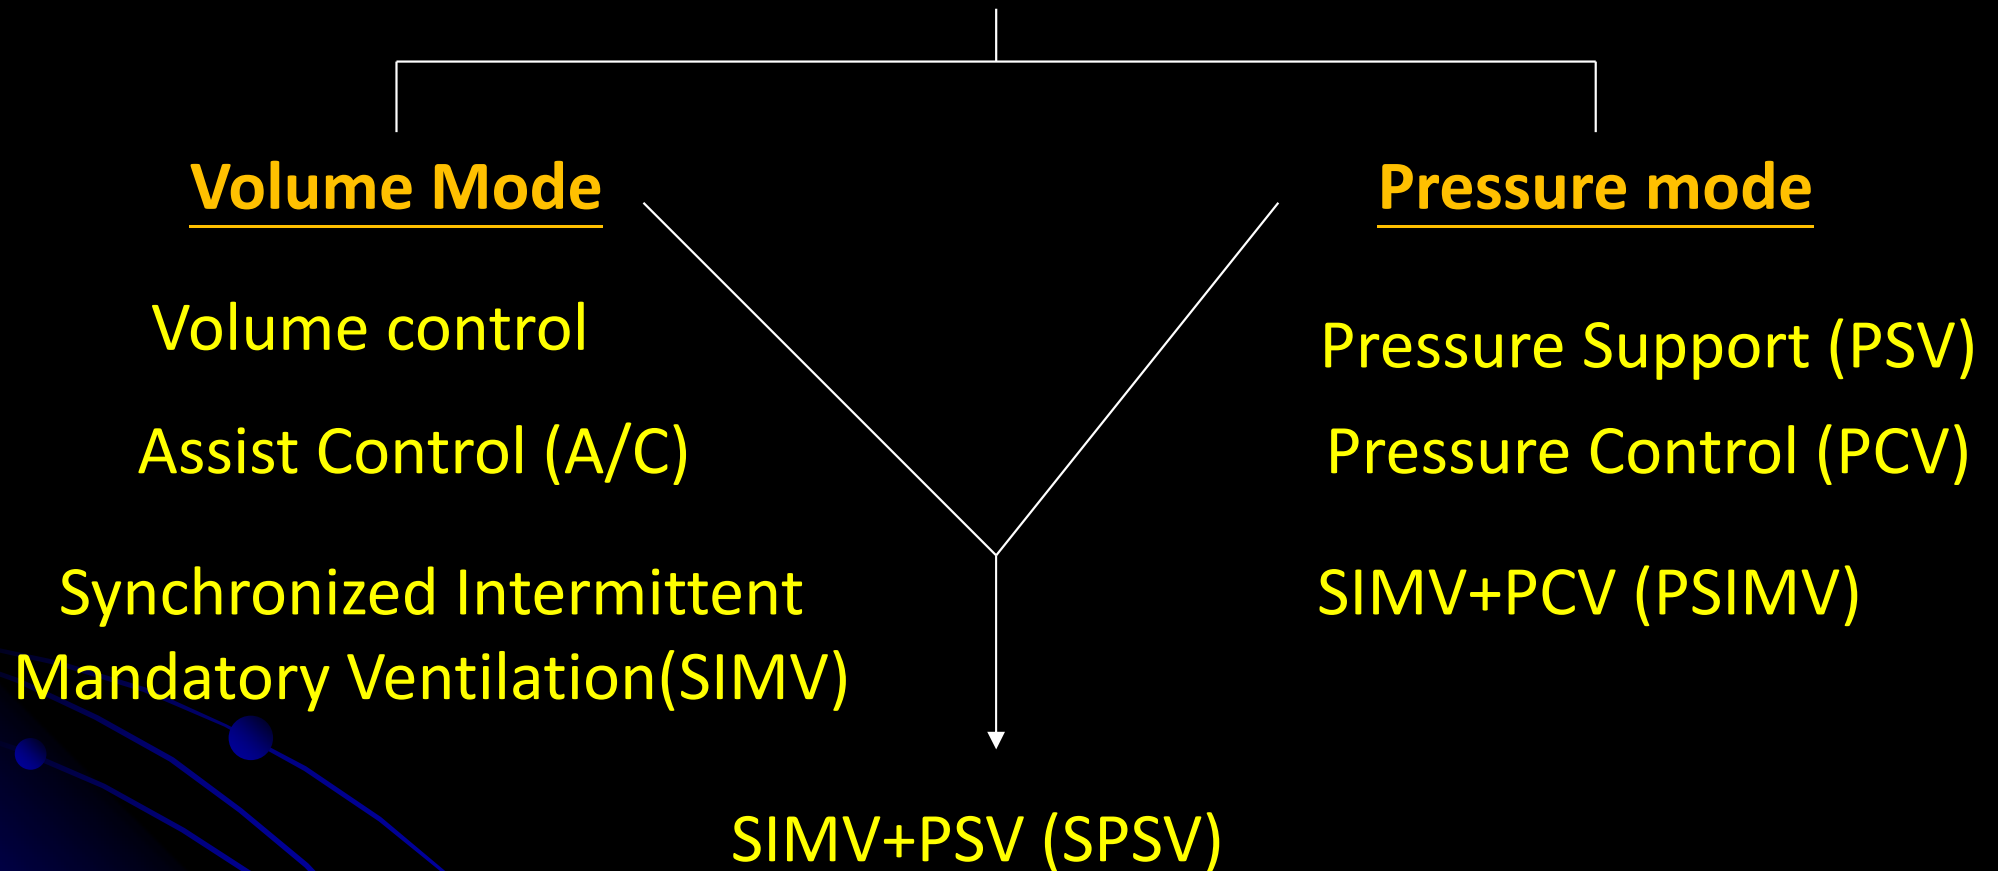 Volume Mode
Volume control
Assist Control (A/C)
Synchronized Intermittent
Mandatory Ventilation(SIMV)
Pressure mode
Pressure Support (PSV)
Pressure Control (PCV)
SIMV+PCV (PSIMV)
SIMV+PSV (SPSV)